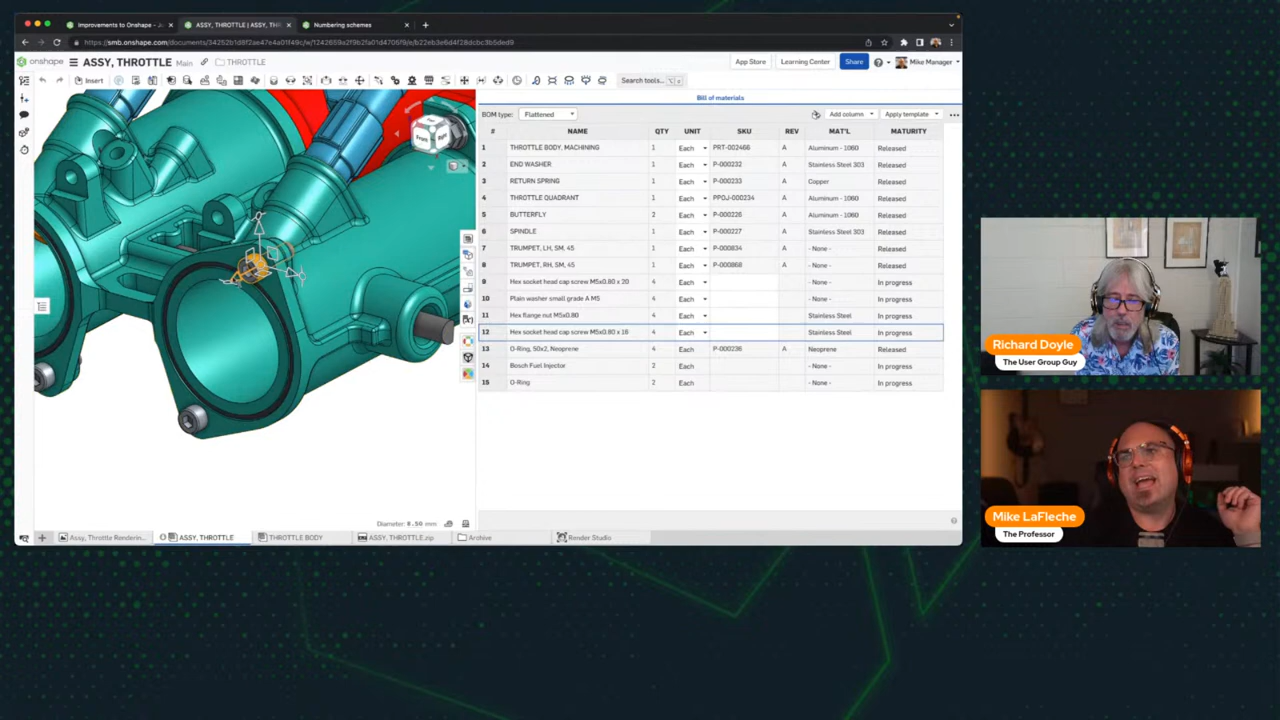 Improvements to Onshape - J
ASSY, THROTTLE | ASSY, TH
Numbering schemes
onshape
ASSY, THROTTLE
Main
THROTTLE
App Store
Learning Center
Share
Mike Manager
Insert
Search tools...
Bill of materials
BOM type: Flattened
Add column
Apply template
# NAME QTY UNIT SKU REV MAT'L MATURITY
1 THROTTLE BODY, MACHINING 1 Each PRT-002466 A Aluminum - 1060 Released
2 END WASHER 1 Each P-000232 A Stainless Steel 303 Released
3 RETURN SPRING 1 Each P-000233 A Copper Released
4 THROTTLE QUADRANT 1 Each PPOJ-000234 A Aluminum - 1060 Released
5 BUTTERFLY 2 Each P-000226 A Aluminum - 1060 Released
6 SPINDLE 1 Each P-000227 A Stainless Steel 303 Released
7 TRUMPET, LH, SM, 45 1 Each P-000834 A - None - Released
8 TRUMPET, RH, SM, 45 1 Each P-000868 A - None - Released
9 Hex socket head cap screw M5x0.80 x 20 4 Each - None - In progress
10 Plain washer small grade A M5 4 Each - None - In progress
11 Hex flange nut M5x0.80 4 Each Stainless Steel In progress
12 Hex socket head cap screw M5x0.80 x 18 4 Each Stainless Steel In progress
13 O-Ring, 50x2, Neoprene 4 Each P-000236 A Neoprene Released
14 Bosch Fuel Injector 2 Each - None - In progress
15 O-Ring 2 Each - None - In progress
Front
Right
Diameter: 8.50 mm
Assy, Throttle Renderin...
ASSY, THROTTLE
THROTTLE BODY
ASSY, THROTTLE.zip
Archive
Render Studio
Richard Doyle
The User Group Guy
Mike LaFleche
The Professor